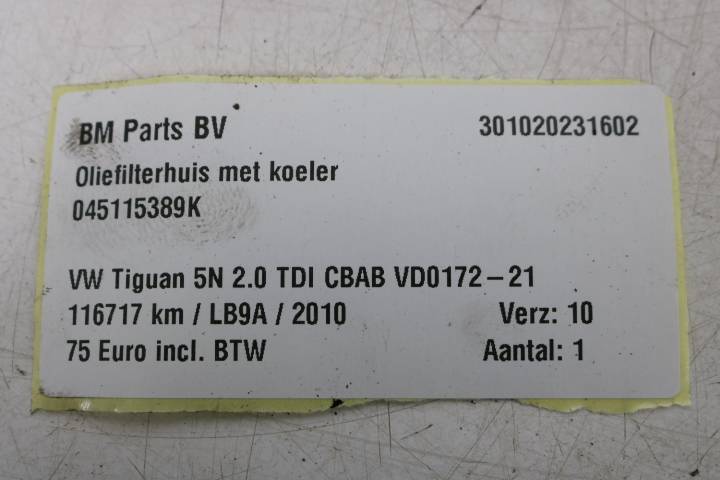 BM Parts BV 301020231602
Oliefilterhuis met koeler
045115389K
VW Tiguan 5N 2.0 TDI CBAB VD0172-21
116717 km / LB9A / 2010 Verz: 10
75 Euro incl. BTW Aantal: 1